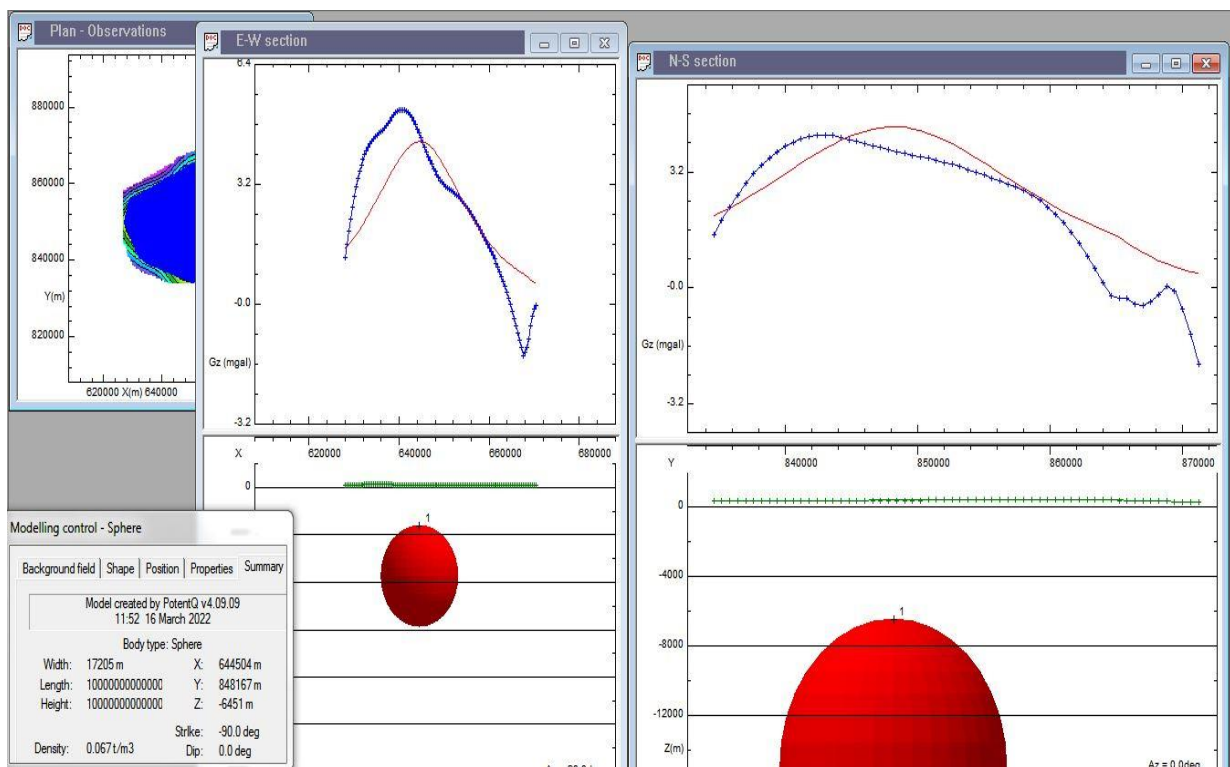 Plan - Observations
880000
860000
840000
Y(m)
820000
620000 X(m) 640000
E-W section
6.4
3.2
-0.0
Gz (mgal)
-3.2
X
620000 640000 660000 680000
0
1
N-S section
3.2
-0.0
Gz (mgal)
-3.2
Y
840000 850000 860000 870000
0
-4000
1
-8000
-12000
Z(m)
Az = 0.0deg
Modelling control - Sphere
Background field Shape Position Properties Summary
Model created by PotentQ v4.09.09
11:52 16 March 2022
Body type: Sphere
Width: 17205 m X: 644504 m
Length: 10000000000000 Y: 848167 m
Height: 10000000000000 Z: -6451 m
Strike: -90.0 deg
Density: 0.067 t/m3 Dip: 0.0 deg